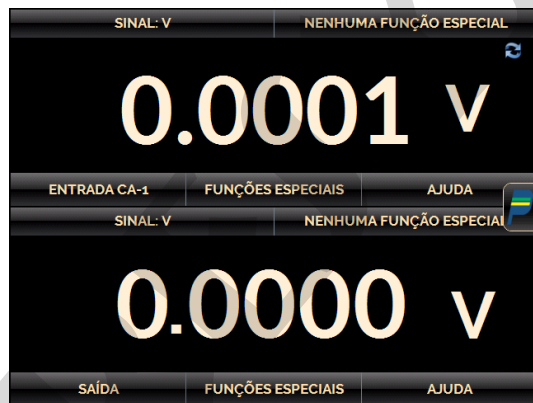 SINAL: V NENHUMA FUNÇÃO ESPECIAL
0.0001 V
ENTRADA CA-1 FUNÇÕES ESPECIAIS AJUDA
SINAL: V NENHUMA FUNÇÃO ESPECIAL
0.0000 V
SAÍDA FUNÇÕES ESPECIAIS AJUDA